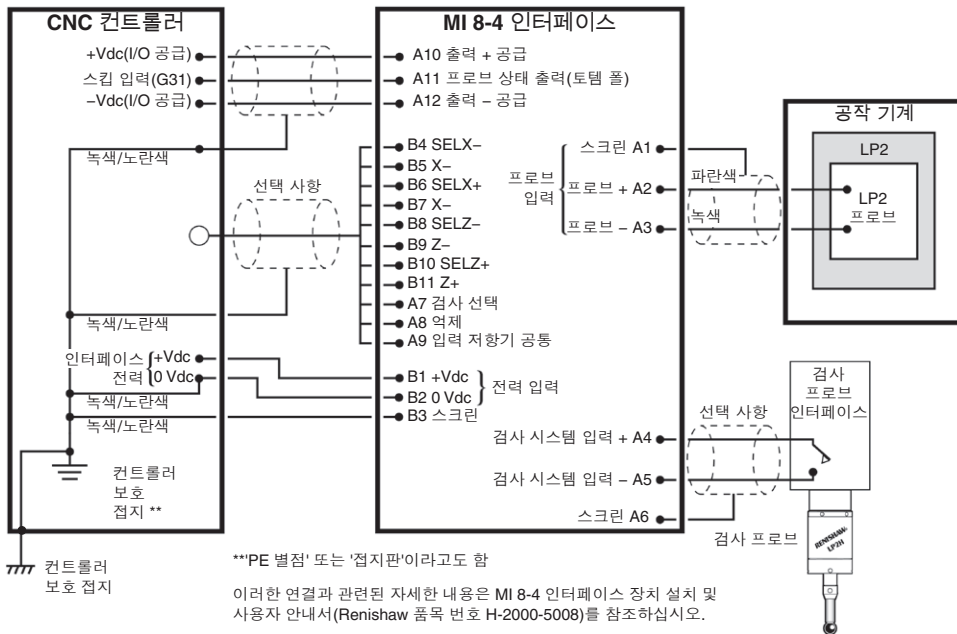 CNC 컨트롤러
+Vdc(I/O 공급)
스킵 입력(G31)
−Vdc(I/O 공급)
녹색/노란색
선택 사항
녹색/노란색
인터페이스
전력
+Vdc
0 Vdc
녹색/노란색
녹색/노란색
컨트롤러
보호
접지 **
컨트롤러
보호 접지
MI 8-4 인터페이스
A10 출력 + 공급
A11 프로브 상태 출력(토템 폴)
A12 출력 − 공급
B4 SELX−
B5 X−
B6 SELX+
B7 X−
B8 SELZ−
B9 Z−
B10 SELZ+
B11 Z+
A7 검사 선택
A8 억제
A9 입력 저항기 공통
B1 +Vdc
B2 0 Vdc
전력 입력
B3 스크린
프로브
입력
스크린 A1
프로브 + A2
프로브 − A3
파란색
녹색
검사 시스템 입력 + A4
검사 시스템 입력 − A5
스크린 A6
선택 사항
공작 기계
LP2
LP2
프로브
검사
프로브
인터페이스
검사 프로브
RENISHAW
LP2H
**'PE 별점' 또는 '접지판'이라고도 함
이러한 연결과 관련된 자세한 내용은 MI 8-4 인터페이스 장치 설치 및
사용자 안내서(Renishaw 품목 번호 H-2000-5008)를 참조하십시오.